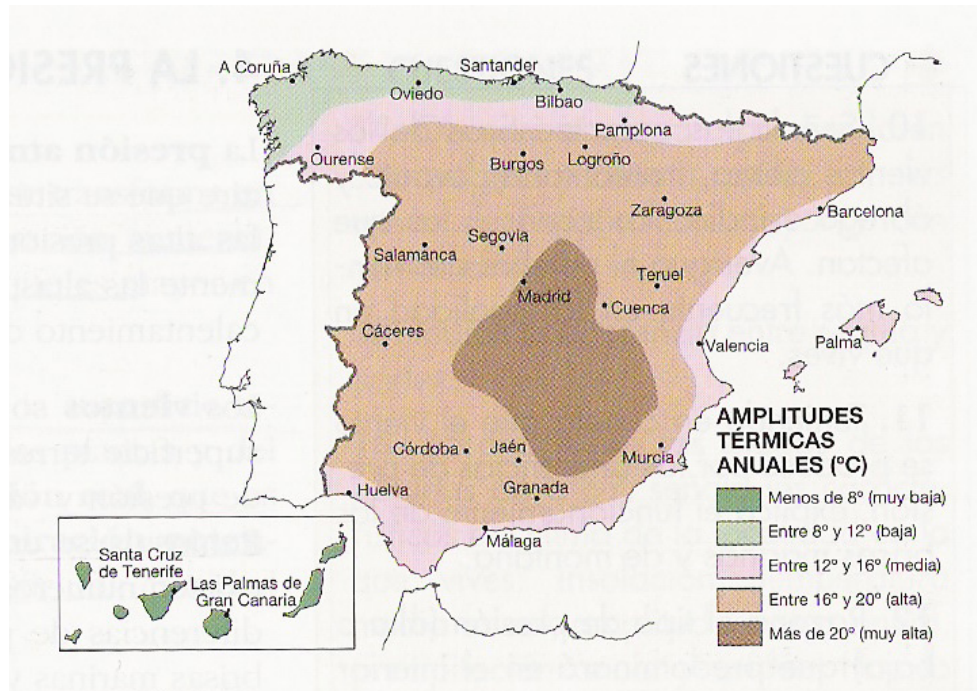 CUESTIONES
LA PRESI
La presión atm
A Coruña
Santander
Oviedo
Bilbao
Pamplona
Ourense
Burgos
Logroño
Zaragoza
Barcelona
Segovia
Salamanca
Teruel
Madrid
Cuenca
Cáceres
Valencia
Palma
Córdoba
Jaén
Murcia
Huelva
Granada
Málaga
Santa Cruz
de Tenerife
Las Palmas de
Gran Canaria
AMPLITUDES
TÉRMICAS
ANUALES (ºC)
Menos de 8º (muy baja)
Entre 8º y 12º (baja)
Entre 12º y 16º (media)
Entre 16º y 20º (alta)
Más de 20º (muy alta)